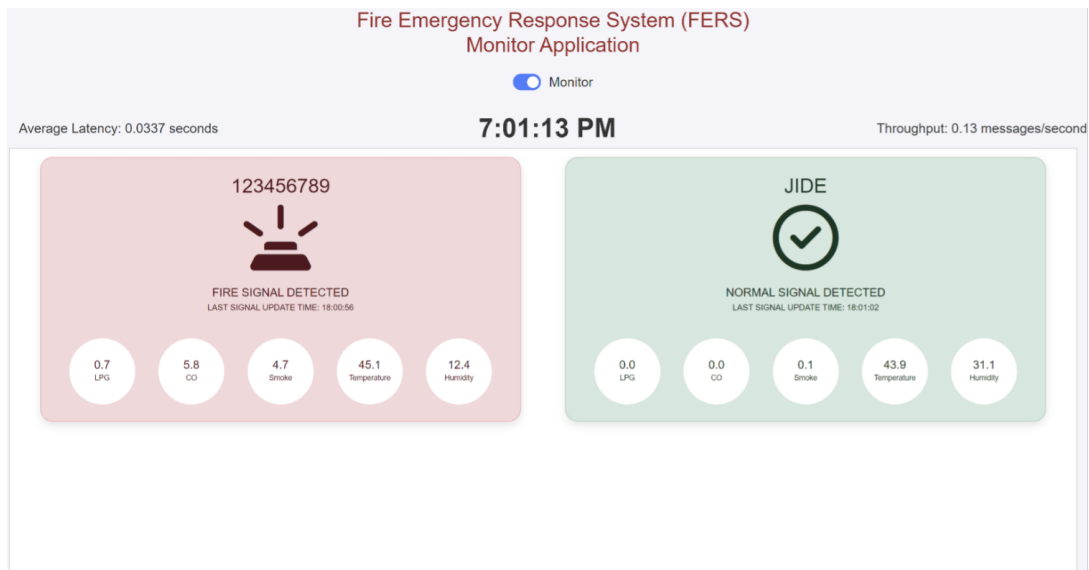 Fire Emergency Response System (FERS)
Monitor Application
Monitor
Average Latency: 0.0337 seconds
7:01:13 PM
Throughput: 0.13 messages/second
123456789
FIRE SIGNAL DETECTED
LAST SIGNAL UPDATE TIME: 18:00:56
0.7
LPG
5.8
CO
4.7
Smoke
45.1
Temperature
12.4
Humidity
JIDE
NORMAL SIGNAL DETECTED
LAST SIGNAL UPDATE TIME: 18:01:02
0.0
LPG
0.0
CO
0.1
Smoke
43.9
Temperature
31.1
Humidity